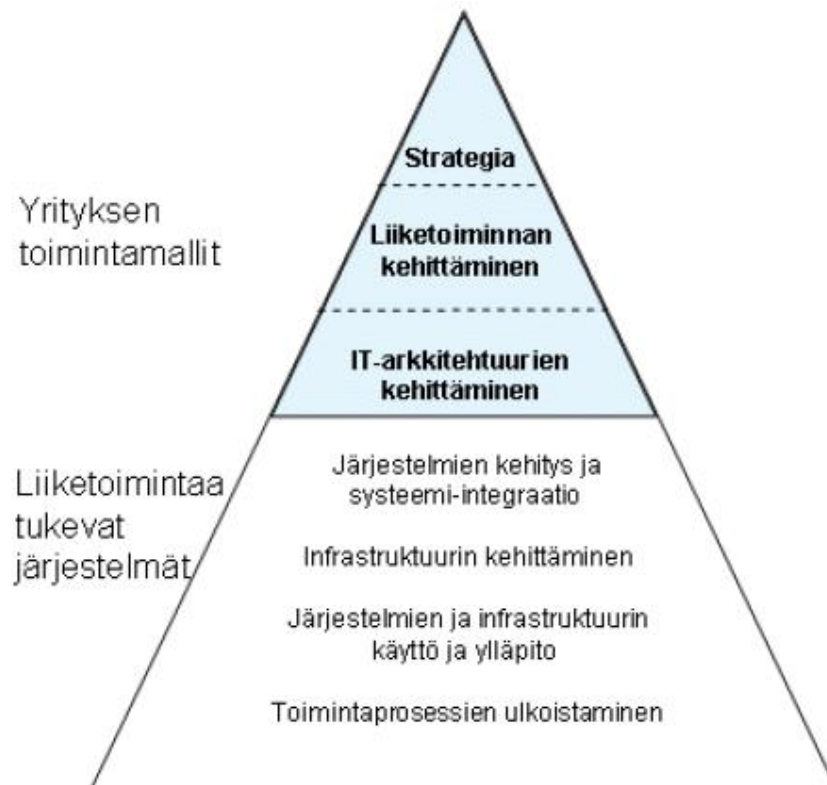 Strategia
Yrityksen
toimintamallit
Liiketoiminnan
kehittäminen
IT-arkkitehtuurien
kehittäminen
Liiketoimintaa
tukevat
järjestelmät
Järjestelmien kehitys ja
systeemi-integraatio
Infrastruktuurin kehittäminen
Järjestelmien ja infrastruktuurin
käyttö ja ylläpito
Toimintaprosessien ulkoistaminen